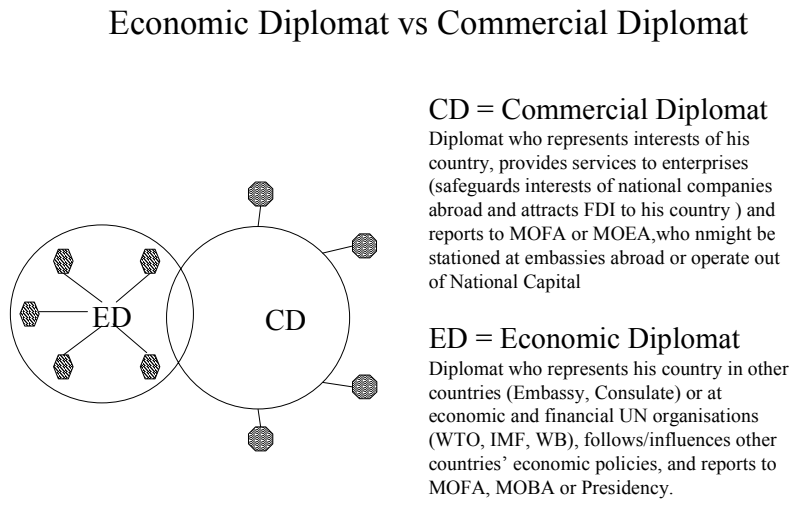 Economic Diplomat vs Commercial Diplomat
CD = Commercial Diplomat
Diplomat who represents interests of his
country, provides services to enterprises
(safeguards interests of national companies
abroad and attracts FDI to his country ) and
reports to MOFA or MOEA,who nmight be
stationed at embassies abroad or operate out
of National Capital
ED
CD
ED = Economic Diplomat
Diplomat who represents his country in other
countries (Embassy, Consulate) or at
economic and financial UN organisations
(WTO, IMF, WB), follows/influences other
countries’ economic policies, and reports to
MOFA, MOBA or Presidency.